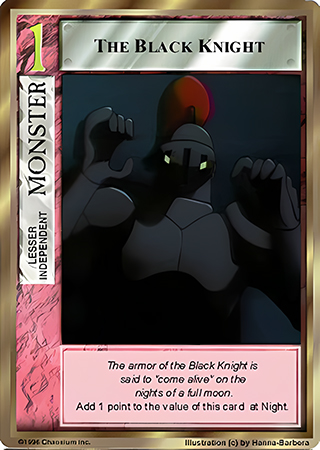 1
THE BLACK KNIGHT
LESSER
INDEPENDENT
MONSTER
The armor of the Black Knight is
said to "come alive" on the
nights of a full moon.
Add 1 point to the value of this card at Night.
©1996 Chaosium Inc.
Illustration (c) by Hanna-Barbera